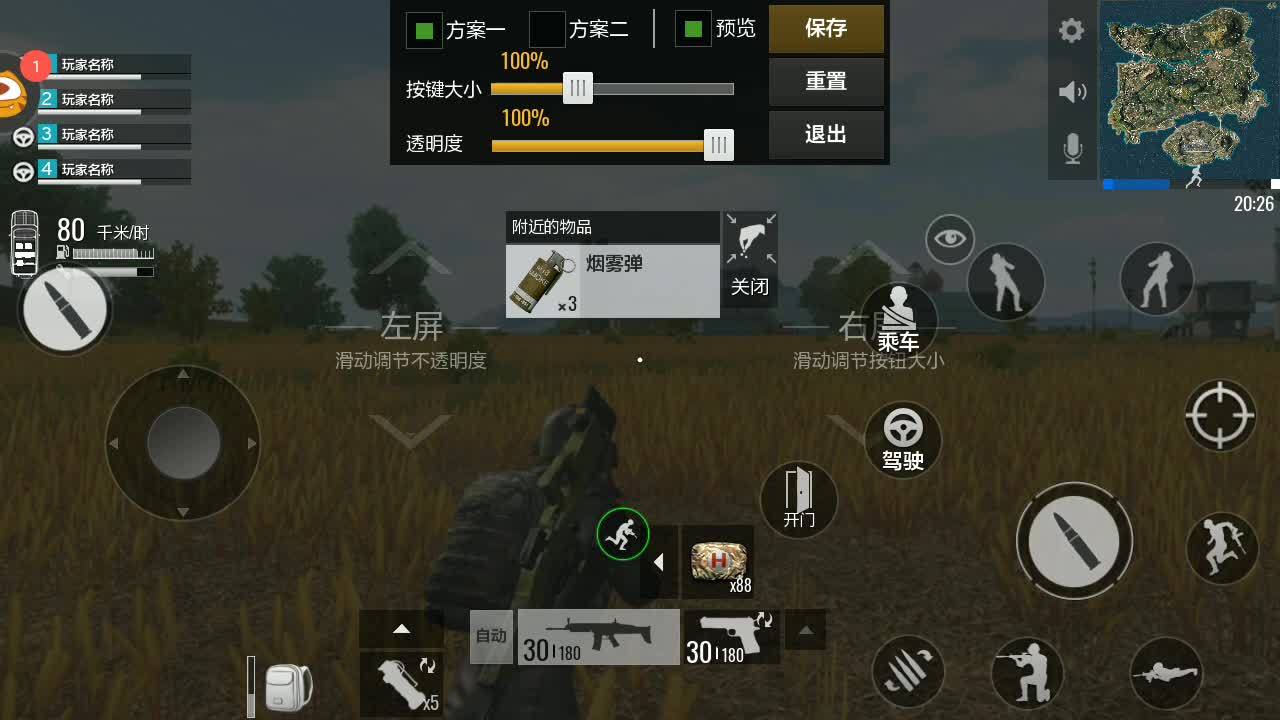 方案一
方案二
预览
保存
100%
按键大小
重置
100%
透明度
退出
1
玩家名称
2 玩家名称
3 玩家名称
4 玩家名称
80 千米/时
20:26
附近的物品
烟雾弹
x3
关闭
左屏
滑动调节不透明度
右屏
滑动调节按钮大小
乘车
驾驶
开门
x88
自动
30 180
30 180
x5